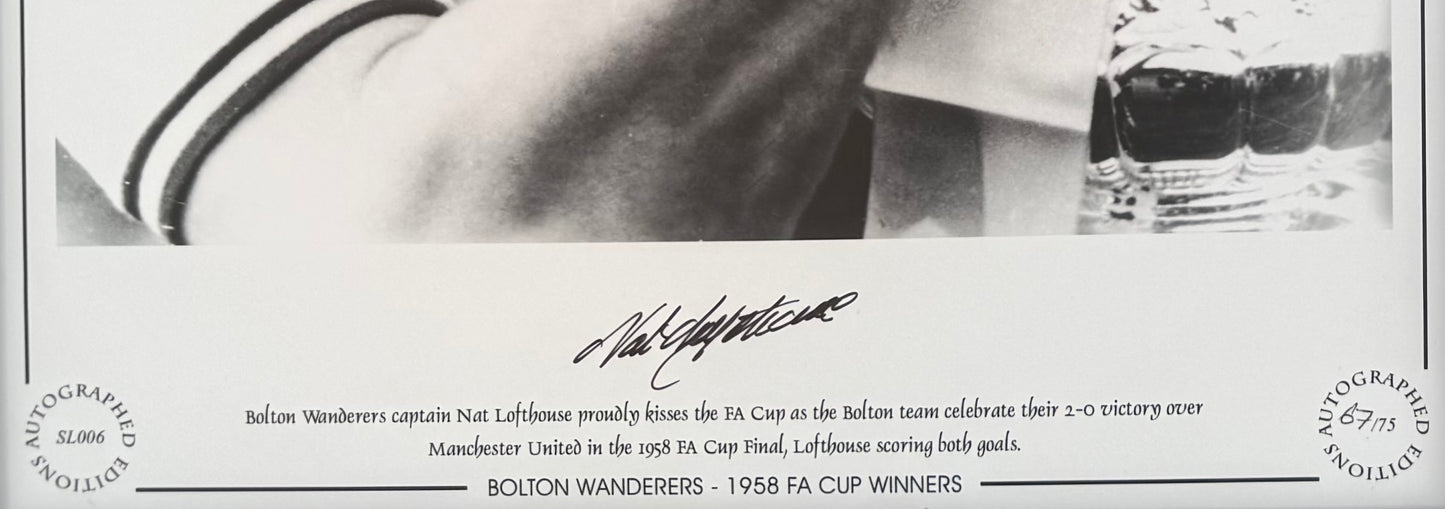 Nat Lofthouse
Bolton Wanderers captain Nat Lofthouse proudly kisses the FA Cup as the Bolton team celebrate their 2-0 victory over
Manchester United in the 1958 FA Cup Final, Lofthouse scoring both goals.
AUTOGRAPHED EDITIONS
SL006
AUTOGRAPHED EDITIONS
67/75
BOLTON WANDERERS - 1958 FA CUP WINNERS